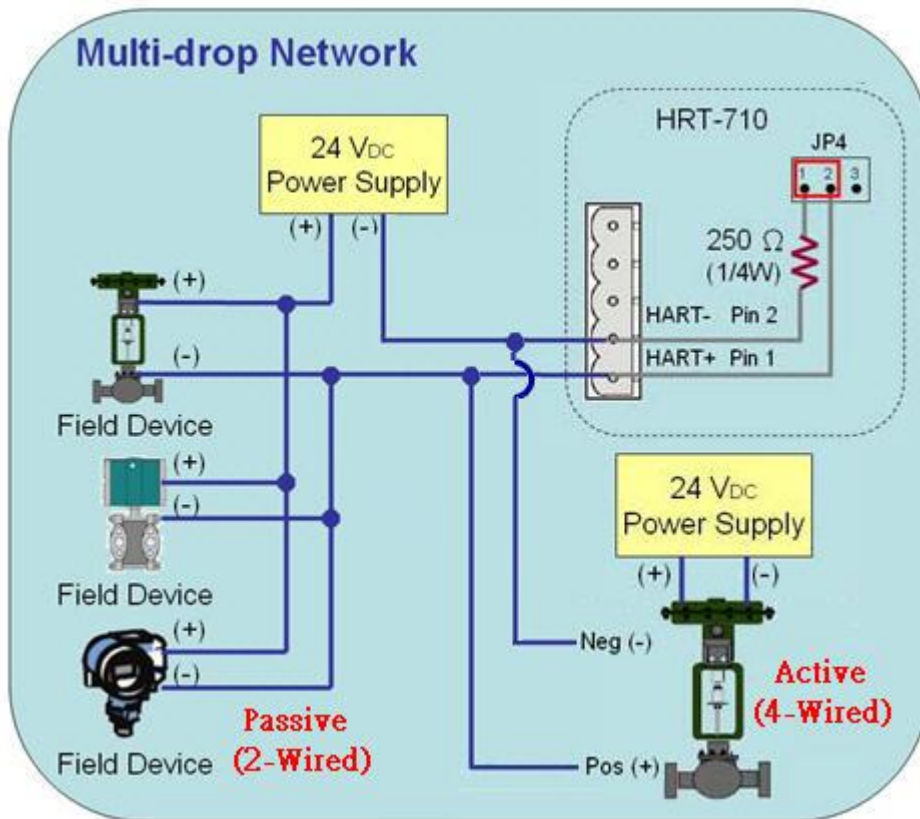 Multi-drop Network
HRT-710
JP4
1 2 3
24 VDC
Power Supply
(+) (-)
250 Ω
(1/4W)
HART- Pin 2
HART+ Pin 1
(+)
(-)
Field Device
(+)
(-)
Field Device
(+)
(-)
Field Device
Passive
(2-Wired)
24 VDC
Power Supply
(+) (-)
Neg (-)
Active
(4-Wired)
Pos (+)